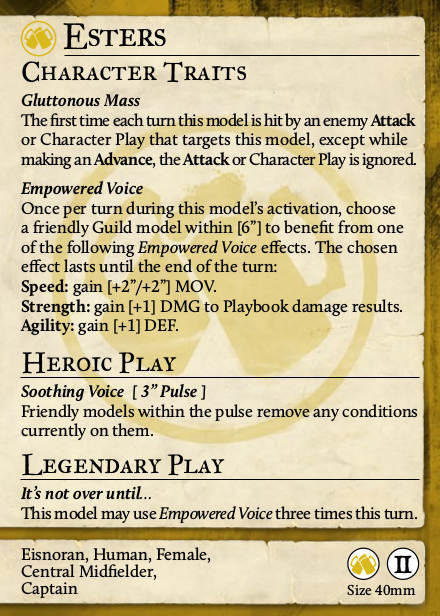 Esters
Character Traits
Gluttonous Mass
The first time each turn this model is hit by an enemy Attack
or Character Play that targets this model, except while
making an Advance, the Attack or Character Play is ignored.
Empowered Voice
Once per turn during this model's activation, choose
a friendly Guild model within [6”] to benefit from one
of the following Empowered Voice effects. The chosen
effect lasts until the end of the turn:
Speed: gain [+2”/+2”] MOV.
Strength: gain [+1] DMG to Playbook damage results.
Agility: gain [+1] DEF.
Heroic Play
Soothing Voice [ 3” Pulse ]
Friendly models within the pulse remove any conditions
currently on them.
Legendary Play
It's not over until...
This model may use Empowered Voice three times this turn.
Eisnoran, Human, Female,
Central Midfielder,
Captain
II
Size 40mm